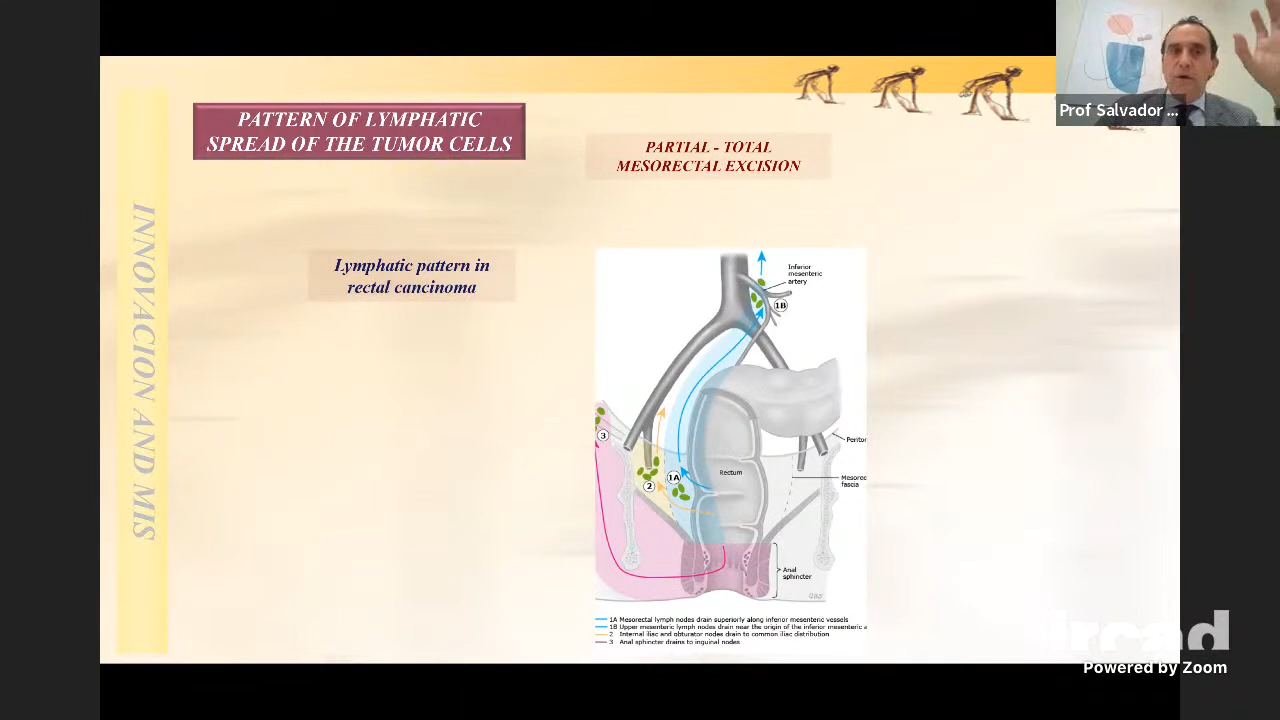 Prof Salvador ...
PATTERN OF LYMPHATIC
SPREAD OF THE TUMOR CELLS
PARTIAL - TOTAL
MESORECTAL EXCISION
INNOVACION AND MIS
Lymphatic pattern in
rectal cancinoma
Inferior
mesenteric
artery
1B
3
Periton
Rectum
1A
2
Mesorec
fascia
Anal
sphincter
1A Mesorectal lymph nodes drain superiorly along inferior mesenteric vessels
1B Upper mesenteric lymph nodes drain near the origin of the inferior mesenteric a
2 Internal iliac and obturator nodes drain to common iliac distribution
3 Anal sphincter drains to inguinal nodes
Powered by Zoom